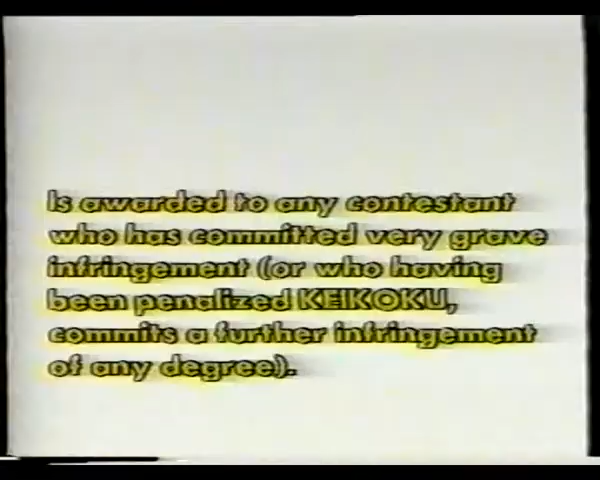 Is awarded to any contestant
who has committed very grave
infringement (or who having
been penalized KEIKOKU,
commits a further infringement
of any degree).